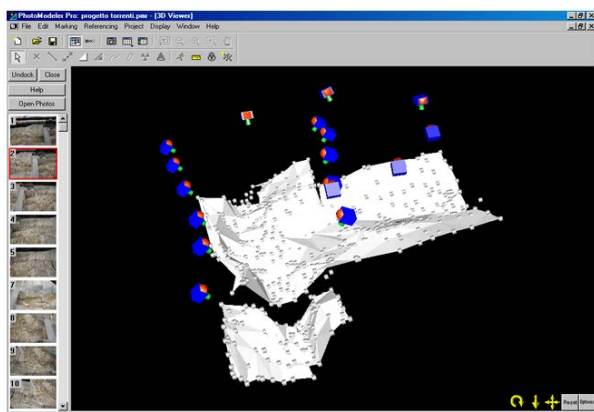 PhotoModeler Pro: progetto torrenti.pmr - [3D Viewer]
File Edit Marking Referencing Project Display Window Help
Undock Close
Help
Open Photos
1
2
3
4
5
7
8
9
10
Reset Options